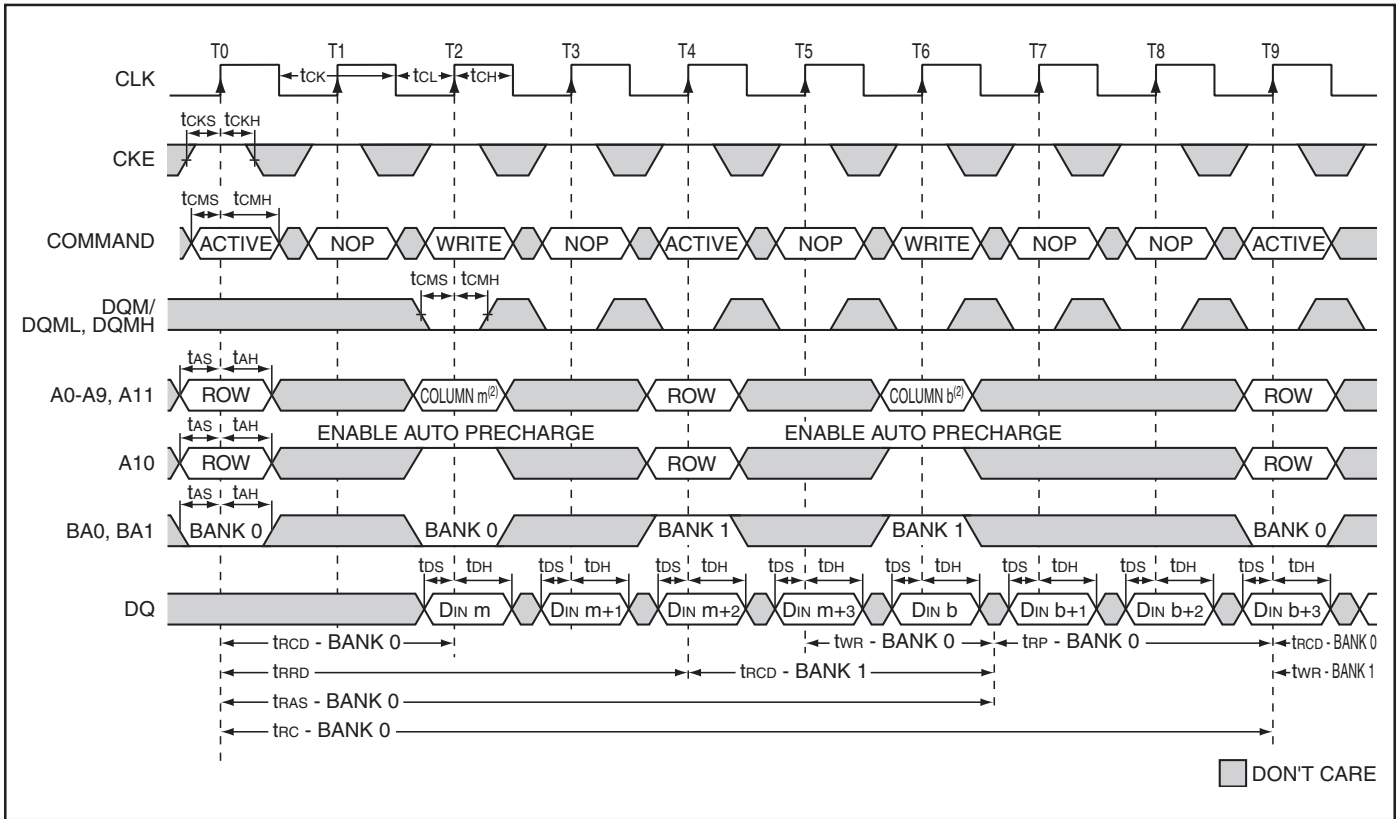 T0 T1 T2 T3 T4 T5 T6 T7 T8 T9
CLK tCK tCL tCH
tCKS tCKH
CKE
tCMS tCMH
COMMAND ACTIVE NOP WRITE NOP ACTIVE NOP WRITE NOP NOP ACTIVE
tCMS tCMH
DQM/
DQML, DQMH
tAS tAH
A0-A9, A11 ROW COLUMN m(2) ROW COLUMN b(2) ROW
tAS tAH ENABLE AUTO PRECHARGE ENABLE AUTO PRECHARGE
A10 ROW ROW ROW
tAS tAH
BA0, BA1 BANK 0 BANK 0 BANK 1 BANK 1 BANK 0
tDS tDH tDS tDH tDS tDH tDS tDH tDS tDH tDS tDH tDS tDH tDS tDH
DQ DIN m DIN m+1 DIN m+2 DIN m+3 DIN b DIN b+1 DIN b+2 DIN b+3
tRCD - BANK 0 tWR - BANK 0 tRP - BANK 0 tRCD - BANK 0
tRRD tRCD - BANK 1 tWR - BANK 1
tRAS - BANK 0
tRC - BANK 0
DON'T CARE